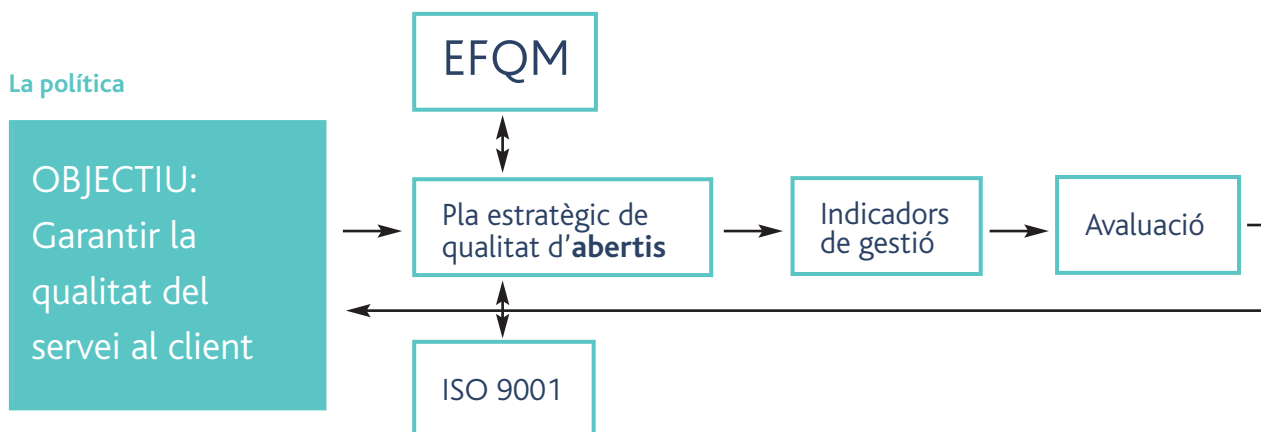 La política
OBJECTIU:
Garantir la
qualitat del
servei al client
EFQM
Pla estratègic de
qualitat d'abertis
ISO 9001
Indicadors
de gestió
Avaluació